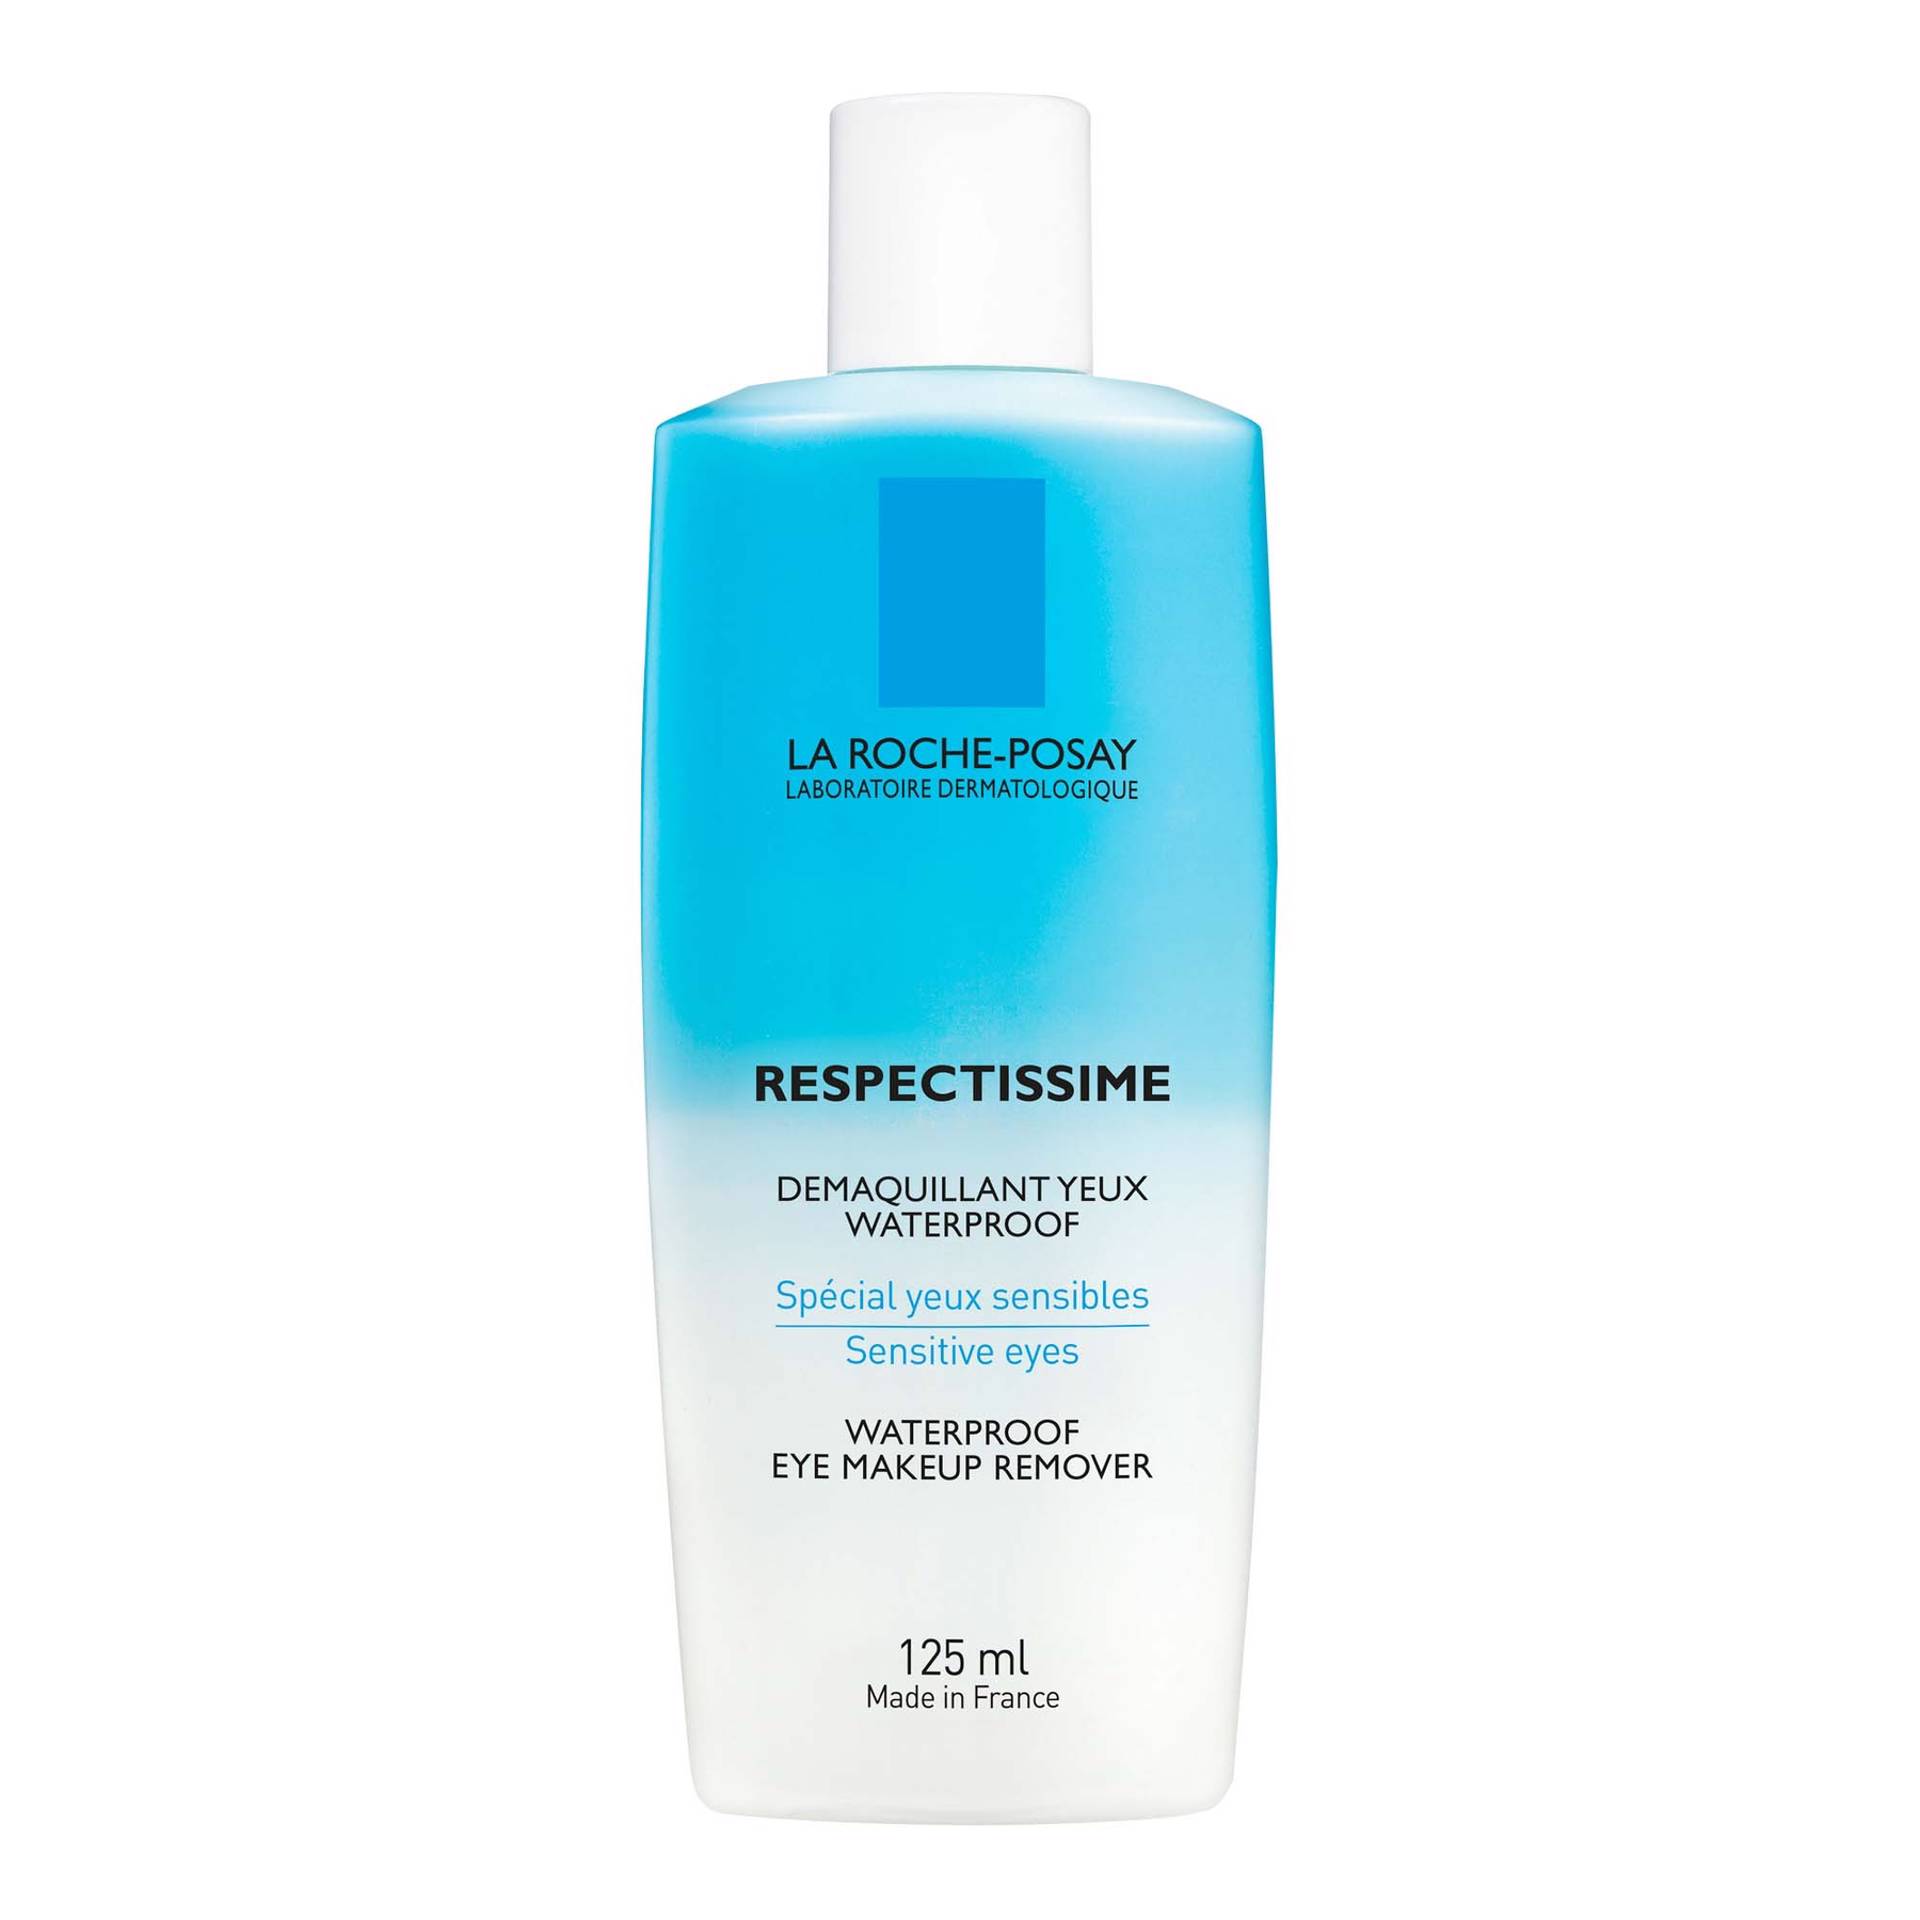 LA ROCHE-POSAY
LABORATOIRE DERMATOLOGIQUE
RESPECTISSIME
DEMAQUILLANT YEUX
WATERPROOF
Spécial yeux sensibles
Sensitive eyes
WATERPROOF
EYE MAKEUP REMOVER
125 ml
Made in France